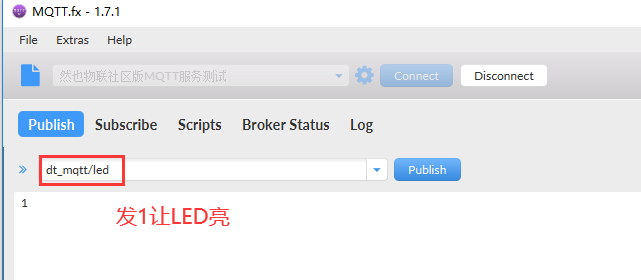 MQTT.fx - 1.7.1
File Extras Help
然也物联社区版MQTT服务测试 Connect Disconnect
Publish Subscribe Scripts Broker Status Log
dt_mqtt/led Publish
1
发1让LED亮